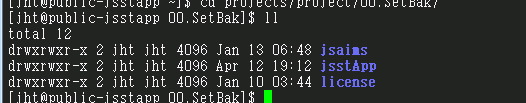 [jht@public-jsstapp ~]$ cd projects/project/00.SetBak/
[jht@public-jsstapp 00.SetBak]$ ll
total 12
drwxrwxr-x 2 jht jht 4096 Jan 13 06:48 jsaims
drwxrwxr-x 2 jht jht 4096 Apr 12 19:12 jsstApp
drwxrwxr-x 2 jht jht 4096 Jan 10 03:44 license
[jht@public-jsstapp 00.SetBak]$